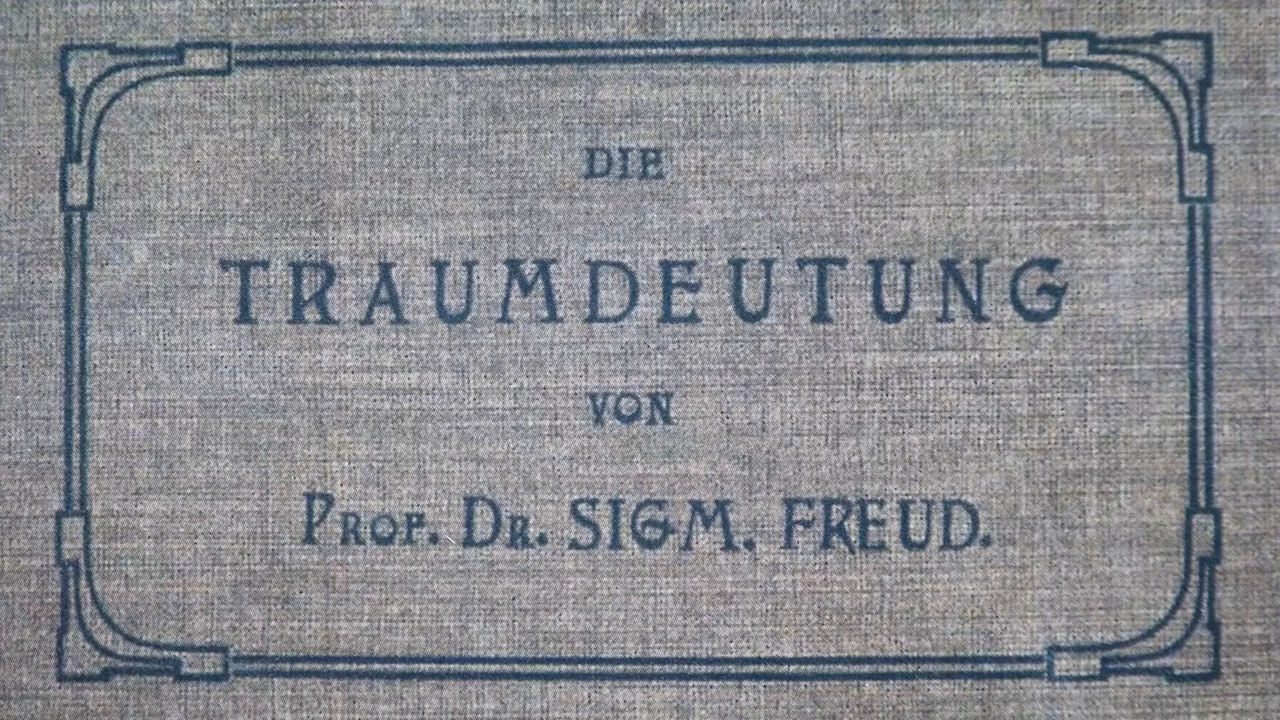 DIE
TRAUMDEUTUNG
VON
PROF. DR. SIGM. FREUD.